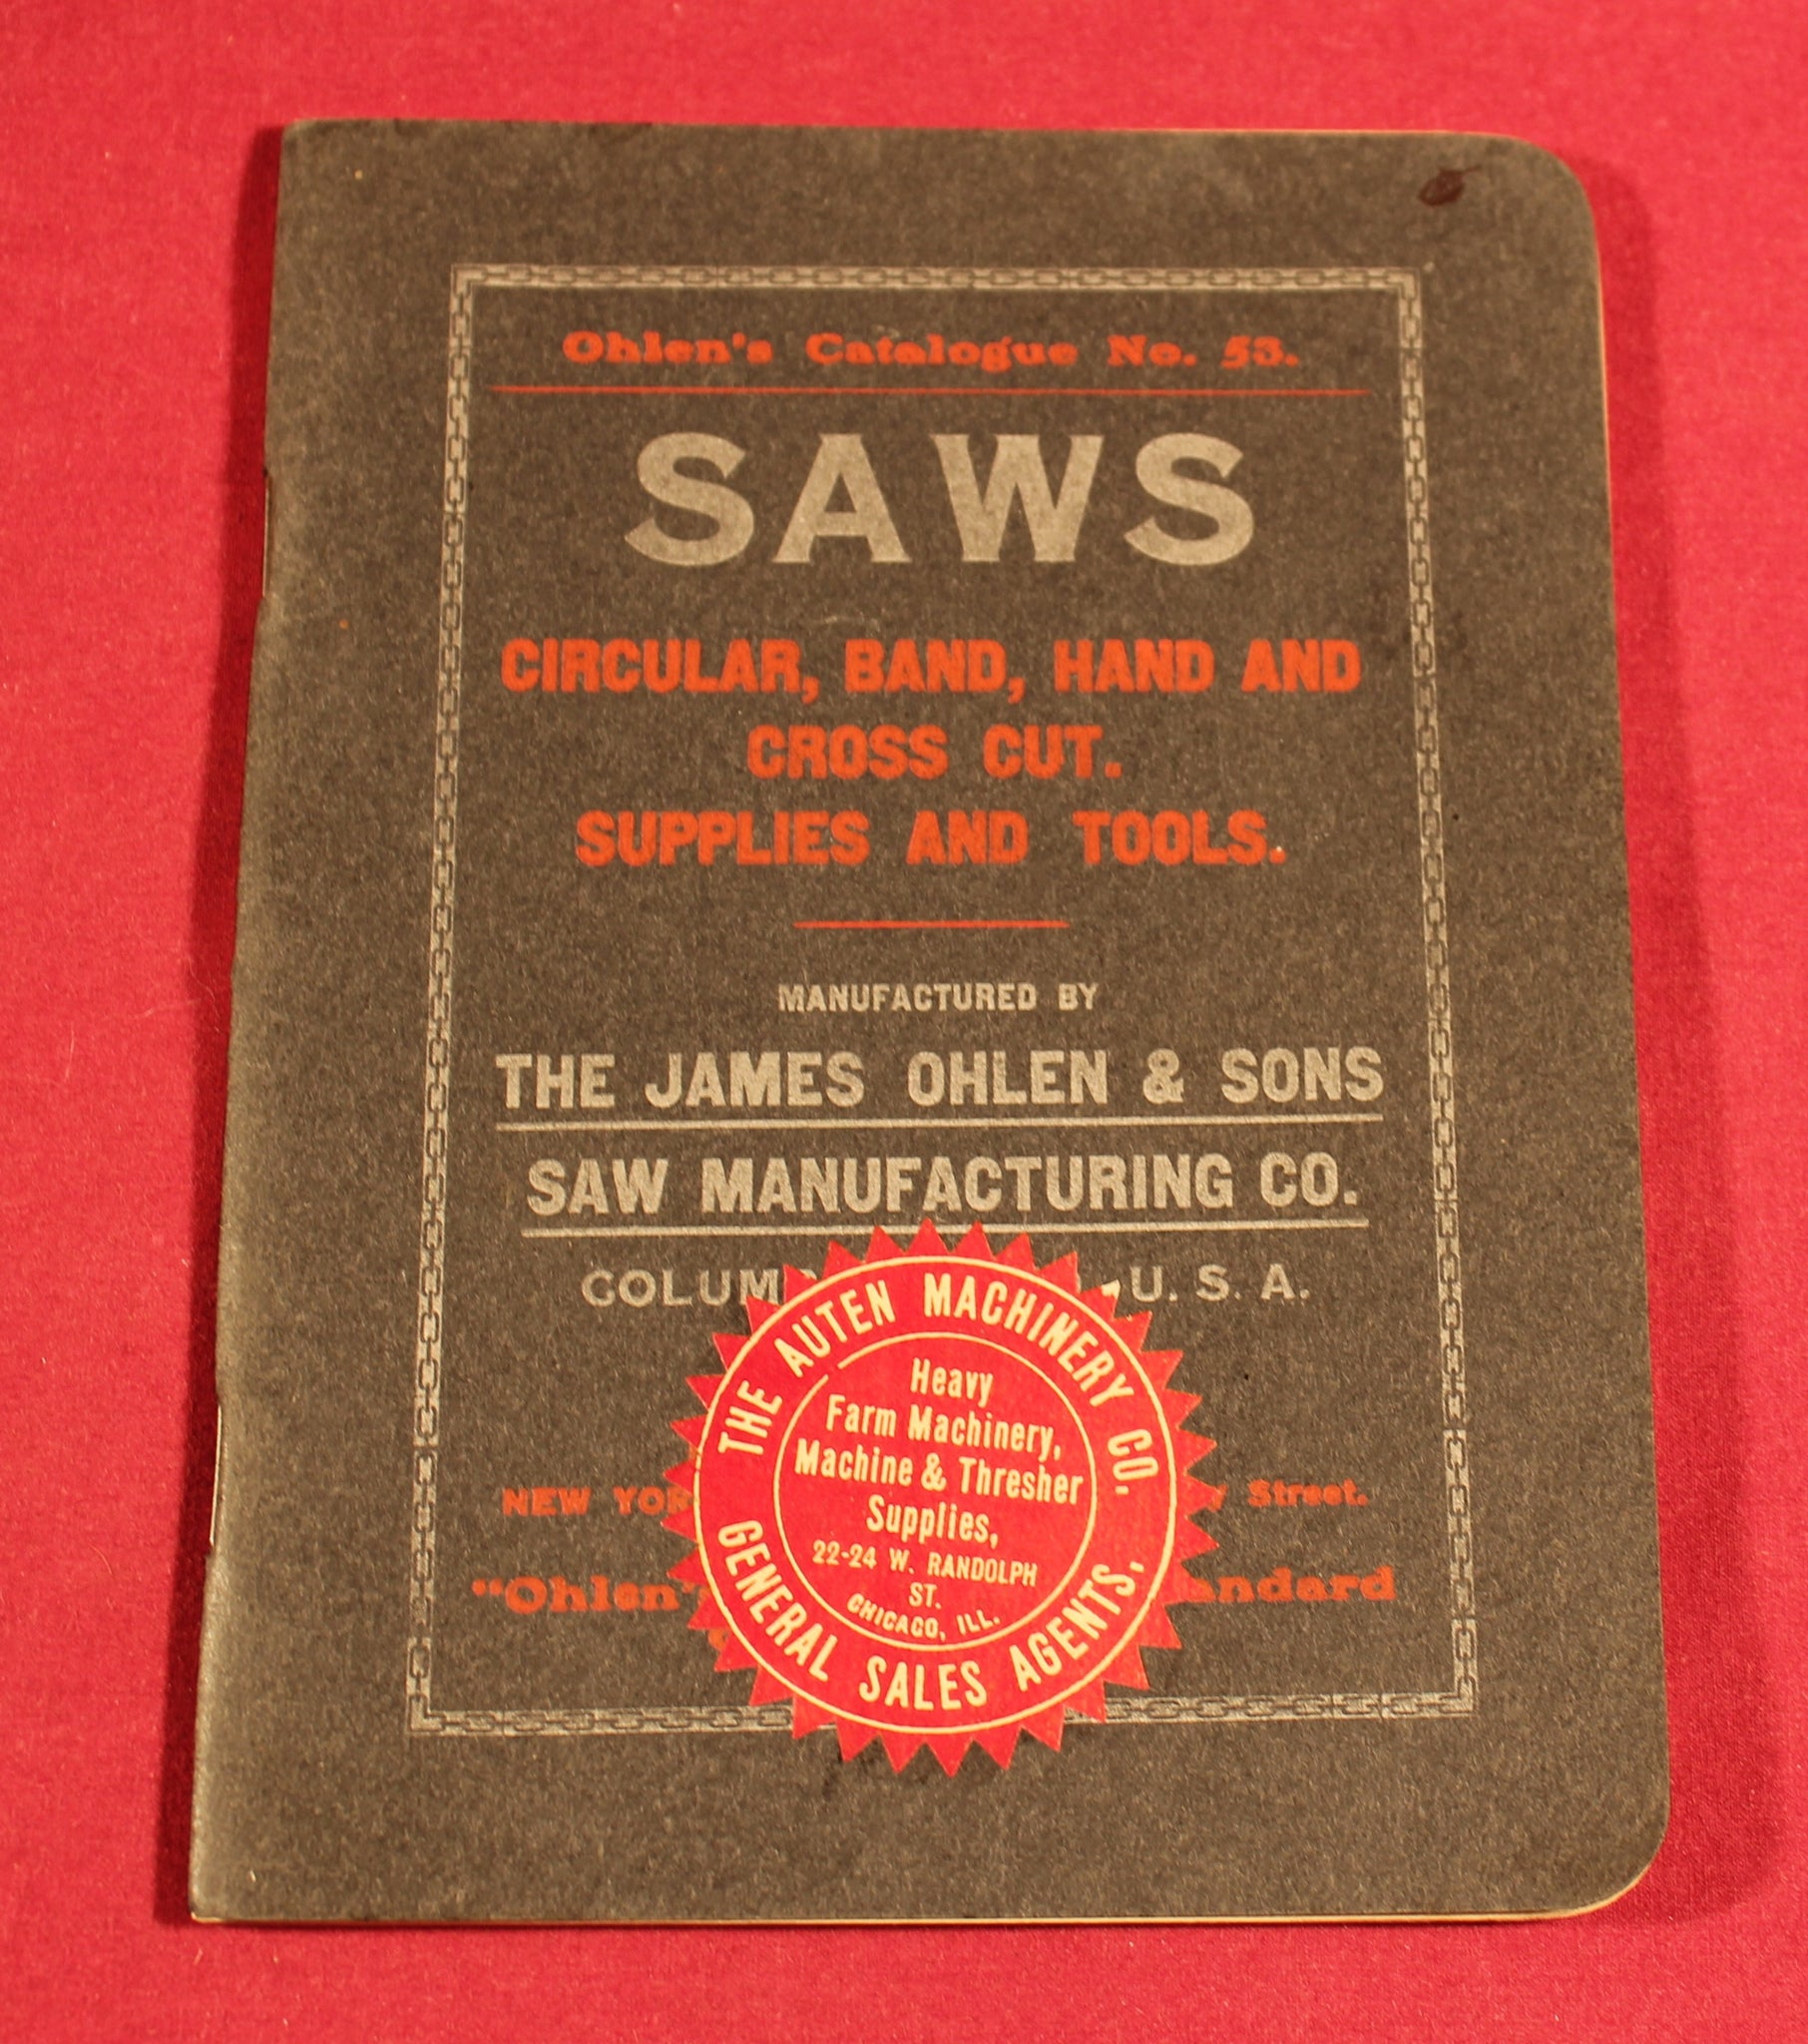 Ohlen's Catalogue No. 53.
SAWS
CIRCULAR, BAND, HAND AND
CROSS CUT.
SUPPLIES AND TOOLS.
MANUFACTURED BY
THE JAMES OHLEN & SONS
SAW MANUFACTURING CO.
U. S. A.
THE AUTEN MACHINERY CO.
Heavy
Farm Machinery,
Machine & Thresher
Supplies,
22-24 W. RANDOLPH
ST.
CHICAGO, ILL.
GENERAL SALES AGENTS,
NEW Street.
"Ohlen"